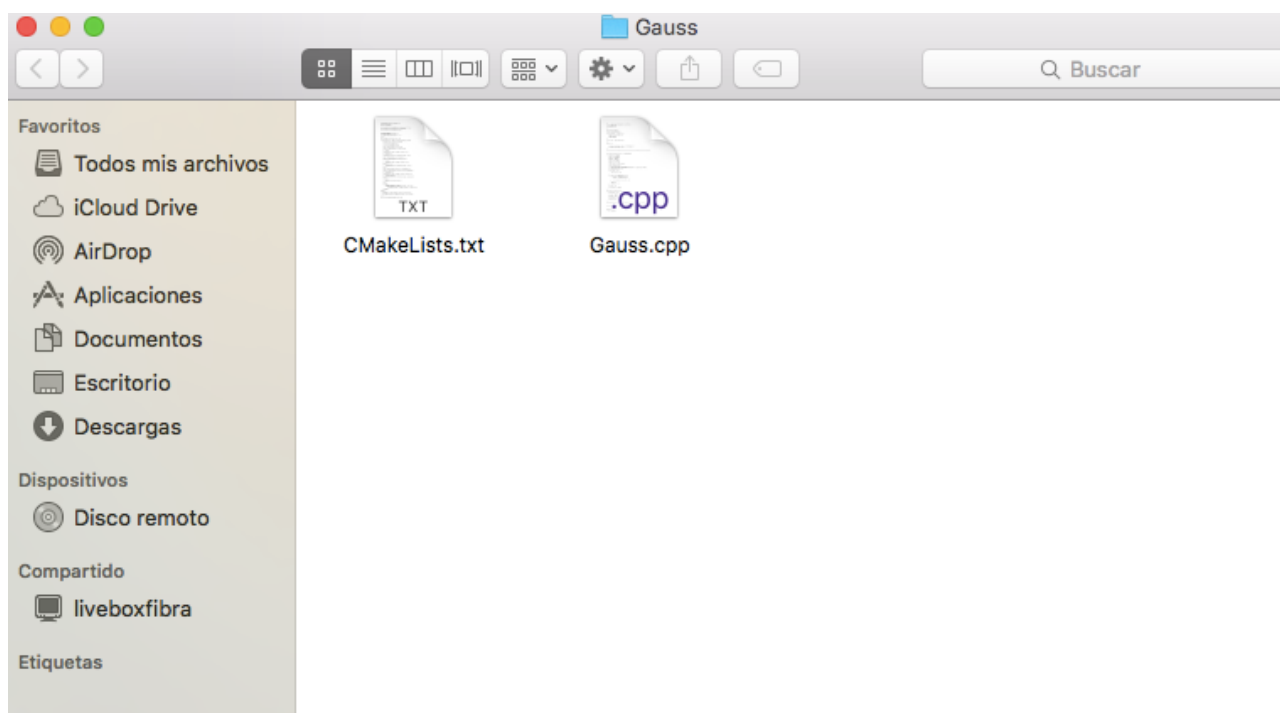 Gauss
Buscar
Favoritos
Todos mis archivos
iCloud Drive
AirDrop
Aplicaciones
Documentos
Escritorio
Descargas
Dispositivos
Disco remoto
Compartido
liveboxfibra
Etiquetas
TXT
.cpp
CMakeLists.txt
Gauss.cpp